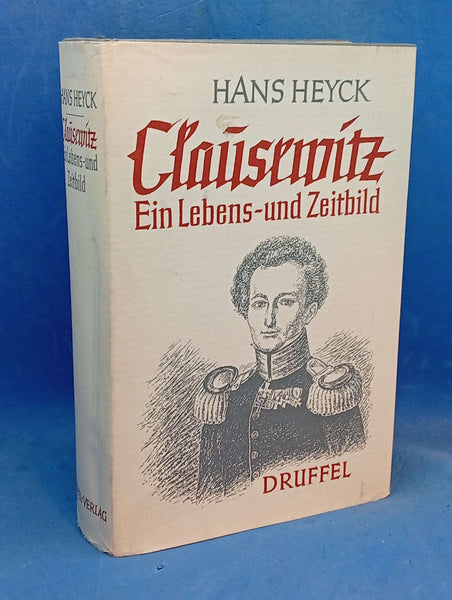 HANS HEYCK
Clausewitz
Ein Lebens-und Zeitbild
DRUFFEL
HANS HEYCK
Clausewitz
Ein Lebens-und
Zeitbild
VERLAG